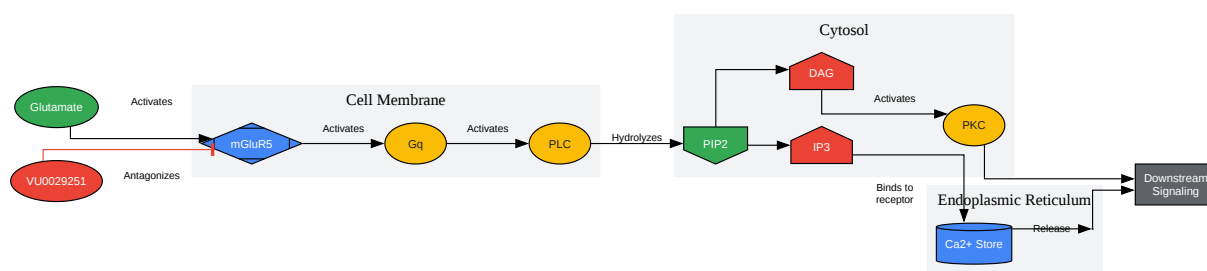 Cytosol
DAG
Cell Membrane
Activates
Activates
Glutamate
PKC
Activates
Activates
Hydrolyzes
mGluR5
Gq
PLC
PIP2
IP3
Antagonizes
VU0029251
Downstream
Signaling
Binds to
receptor
Endoplasmic Reticulum
Release
Ca2+ Store